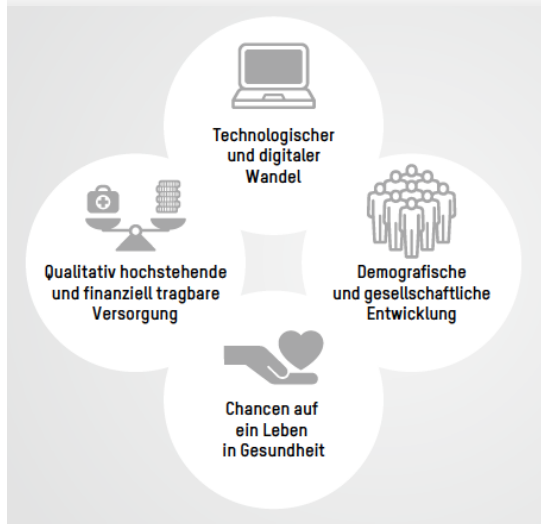 Technologischer
und digitaler
Wandel
Qualitativ hochstehende
und finanziell tragbare
Versorgung
Demografische
und gesellschaftliche
Entwicklung
Chancen auf
ein Leben
in Gesundheit